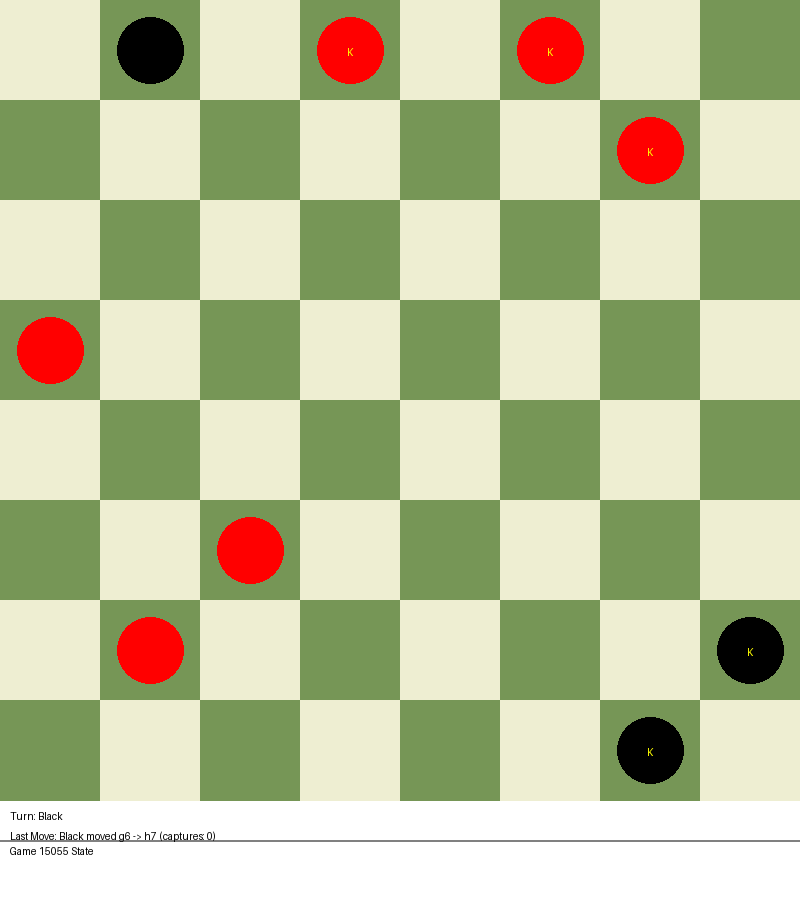 K K
K
K
K
Turn: Black
Last Move: Black moved g6 -> h7 (captures: 0)
Game 15055 State